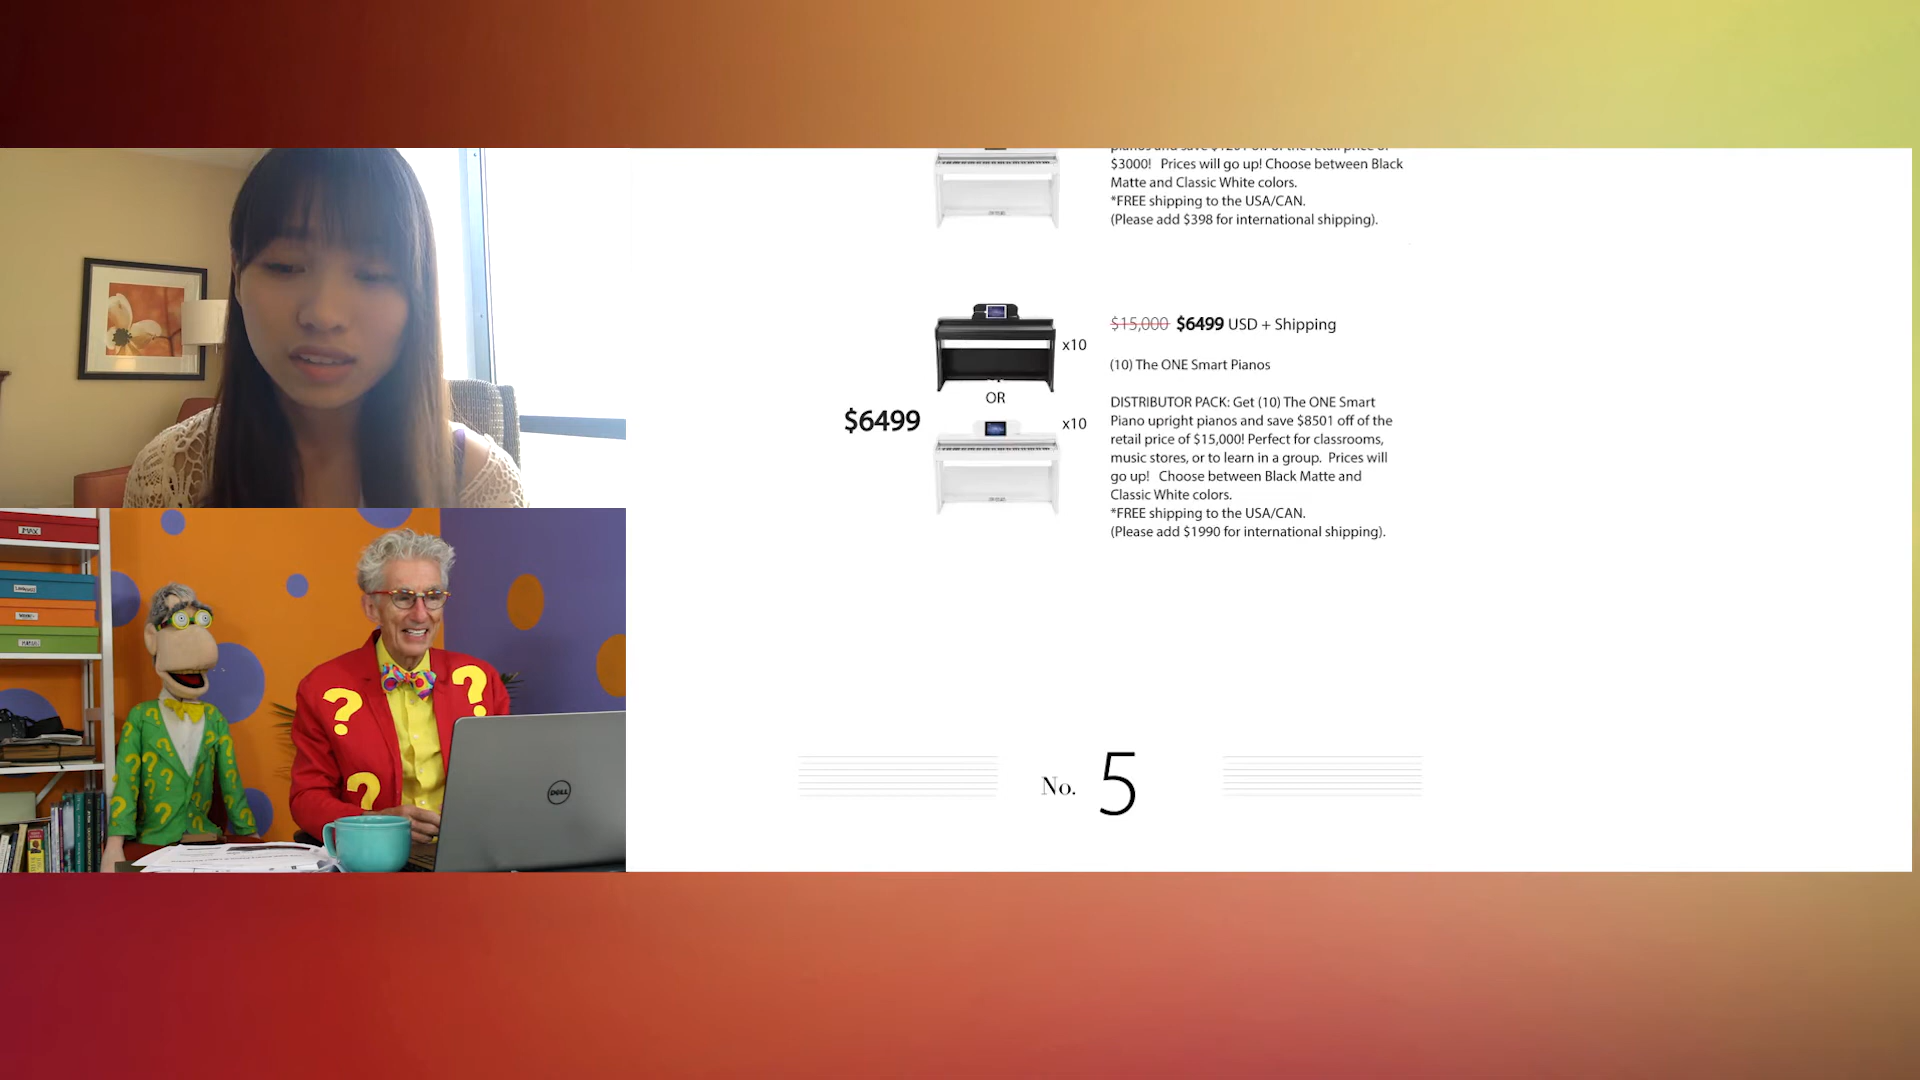 $3000! Prices will go up! Choose between Black
Matte and Classic White colors.
*FREE shipping to the USA/CAN.
(Please add $398 for international shipping).
$15,000 $6499 USD + Shipping
x10
(10) The ONE Smart Pianos
OR
$6499
x10
DISTRIBUTOR PACK: Get (10) The ONE Smart
Piano upright pianos and save $8501 off of the
retail price of $15,000! Perfect for classrooms,
music stores, or to learn in a group. Prices will
go up! Choose between Black Matte and
Classic White colors.
*FREE shipping to the USA/CAN.
(Please add $1990 for international shipping).
No. 5
DELL
? ? ?